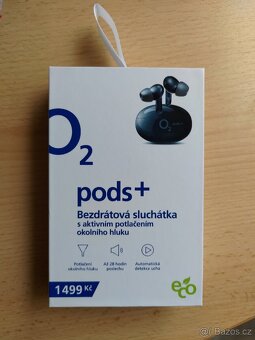 O2
pods+
Bezdrátová sluchátka
s aktivním potlačením
okolního hluku
Potlačení
okolního hluku
Až 28 hodin
poslechu
Automatická
detekce ucha
1499 Kč
eco
© Bazoš.cz